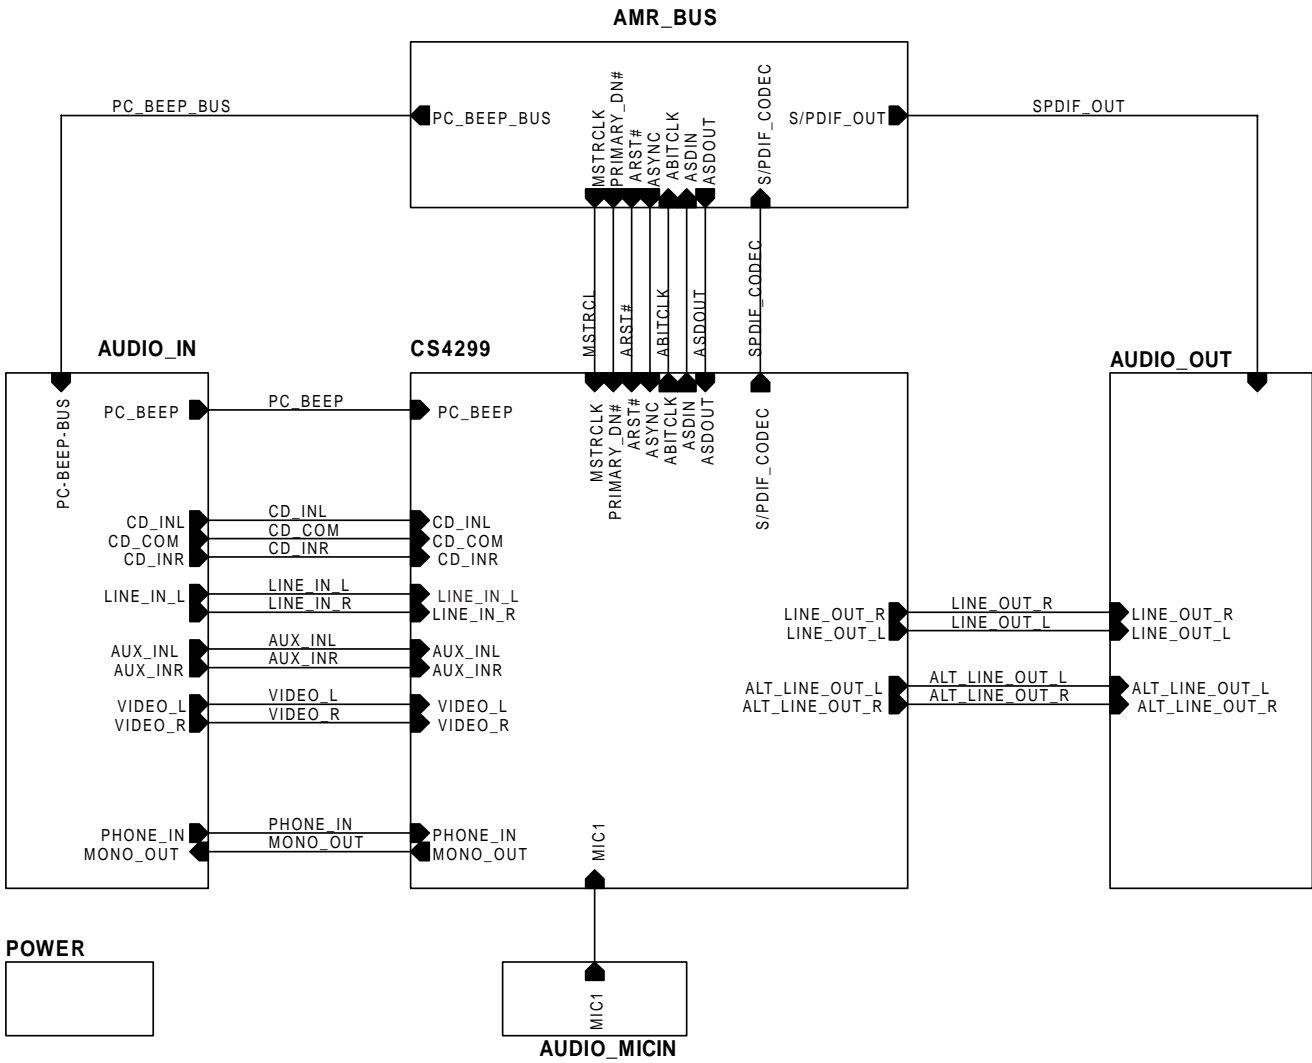 AMR_BUS
PC_BEEP_BUS
PC_BEEP_BUS
MSTRCLK
PRIMARY_DN#
ARST#
ASYNC
ABITCLK
ASDIN
ASDOUT
S/PDIF_CODEC
S/PDIF_OUT
SPDIF_OUT
MSTRCL
ARST#
ABITCLK
ASDOUT
SPDIF_CODEC
AUDIO_IN
PC-BEEP-BUS
PC_BEEP
PC_BEEP
CD_INL
CD_COM
CD_INR
CD_INL
CD_COM
CD_INR
LINE_IN_L
LINE_IN_L
LINE_IN_R
AUX_INL
AUX_INR
AUX_INL
AUX_INR
VIDEO_L
VIDEO_R
VIDEO_L
VIDEO_R
PHONE_IN
MONO_OUT
PHONE_IN
MONO_OUT
CS4299
PC_BEEP
MSTRCLK
PRIMARY_DN#
ARST#
ASYNC
ABITCLK
ASDIN
ASDOUT
S/PDIF_CODEC
CD_INL
CD_COM
CD_INR
LINE_IN_L
LINE_IN_R
AUX_INL
AUX_INR
VIDEO_L
VIDEO_R
PHONE_IN
MONO_OUT
MIC1
LINE_OUT_R
LINE_OUT_L
ALT_LINE_OUT_L
ALT_LINE_OUT_R
LINE_OUT_R
LINE_OUT_L
ALT_LINE_OUT_L
ALT_LINE_OUT_R
AUDIO_OUT
LINE_OUT_R
LINE_OUT_L
ALT_LINE_OUT_L
ALT_LINE_OUT_R
POWER
MIC1
AUDIO_MICIN